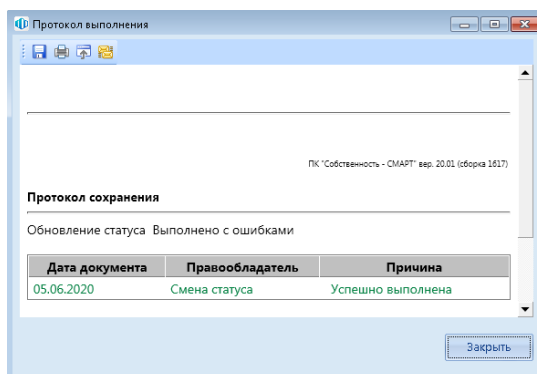 Протокол выполнения
ПК "Собственность - СМАРТ" вер. 20.01 (сборка 1617)
Протокол сохранения
Обновление статуса Выполнено с ошибками
Дата документа Правообладатель Причина
05.06.2020 Смена статуса Успешно выполнена
Закрыть